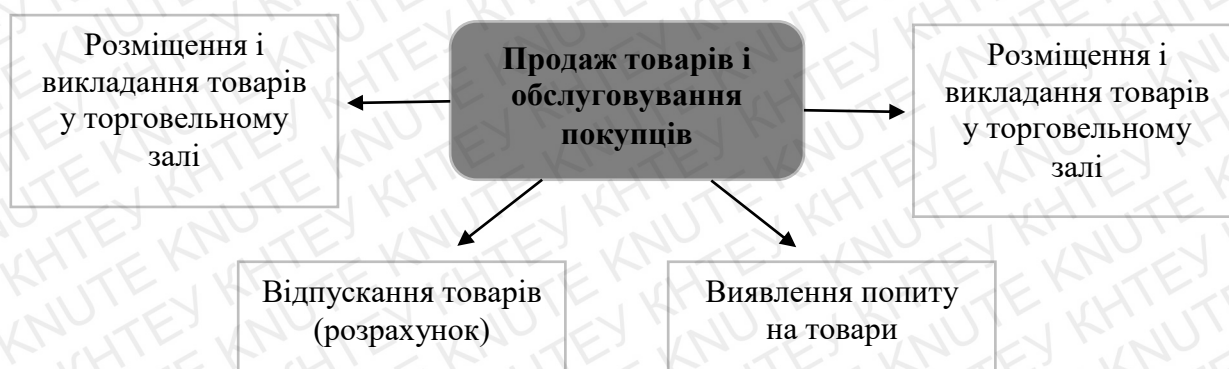 Розміщення і
викладання товарів
у торговельному
залі
Продаж товарів і
обслуговування
покупців
Розміщення і
викладання товарів
у торговельному
залі
Відпускання товарів
(розрахунок)
Виявлення попиту
на товари